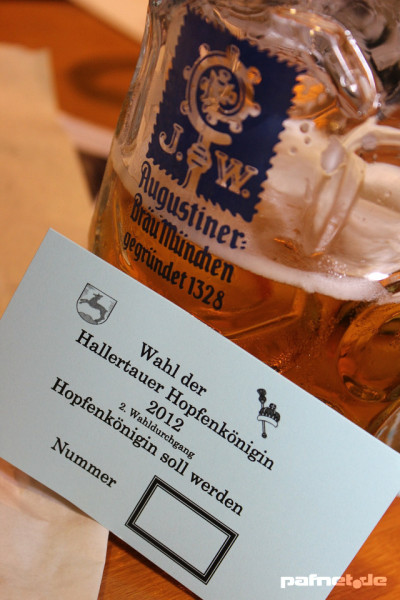 J. W.
Augustiner-
Bräu München
gegründet 1328
Wahl der
Hallertauer Hopfenkönigin
2012
2. Wahldurchgang
Hopfenkönigin soll werden
Nummer
pafnet.de